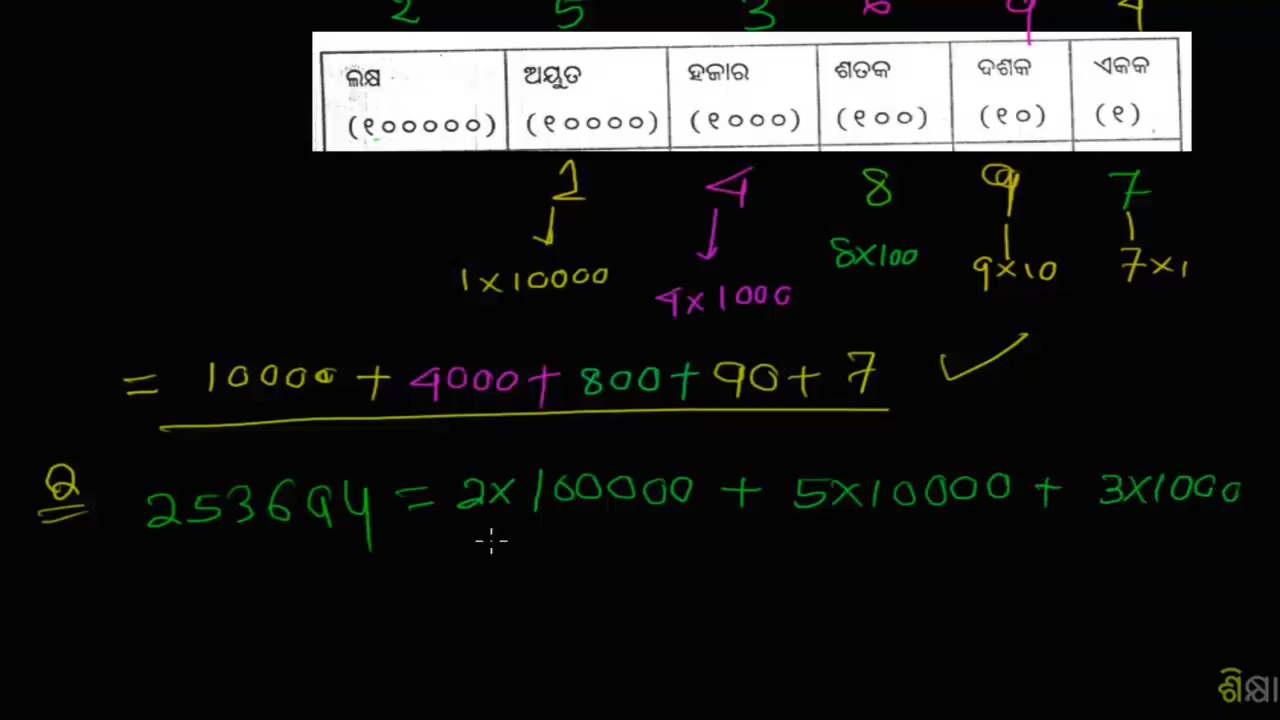 2 5 3 6 9 4
ଲକ୍ଷ ଅୟୁତ ହଜାର ଶତକ ଦଶକ ଏକକ
(୧୦୦୦୦୦) (୧୦୦୦୦) (୧୦୦୦) (୧୦୦) (୧୦) (୧)
1 4 8 9 7
1×10000 4×1000 8×100 9×10 7×1
= 10000 + 4000 + 800 + 90 + 7
Q 253694 = 2×100000 + 5×10000 + 3×1000
ଶିକ୍ଷା